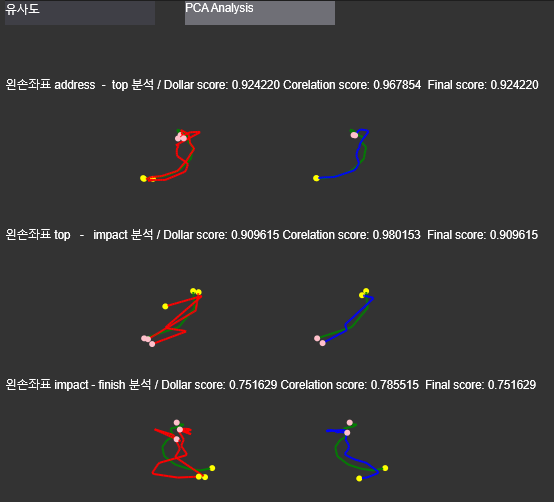 유사도
PCA Analysis
왼손좌표 address - top 분석 / Dollar score: 0.924220 Corelation score: 0.967854 Final score: 0.924220
왼손좌표 top - impact 분석 / Dollar score: 0.909615 Corelation score: 0.980153 Final score: 0.909615
왼손좌표 impact - finish 분석 / Dollar score: 0.751629 Corelation score: 0.785515 Final score: 0.751629